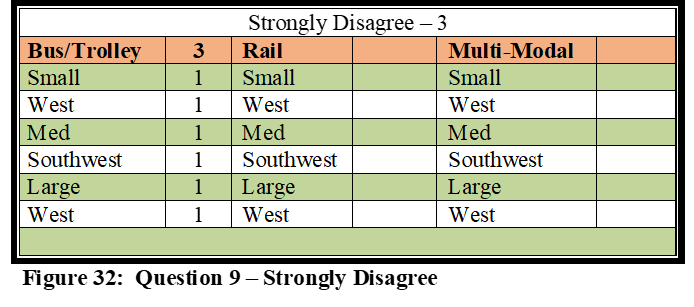 Strongly Disagree – 3
Bus/Trolley 3 Rail Multi-Modal
Small 1 Small Small
West 1 West West
Med 1 Med Med
Southwest 1 Southwest Southwest
Large 1 Large Large
West 1 West West
Figure 32: Question 9 – Strongly Disagree